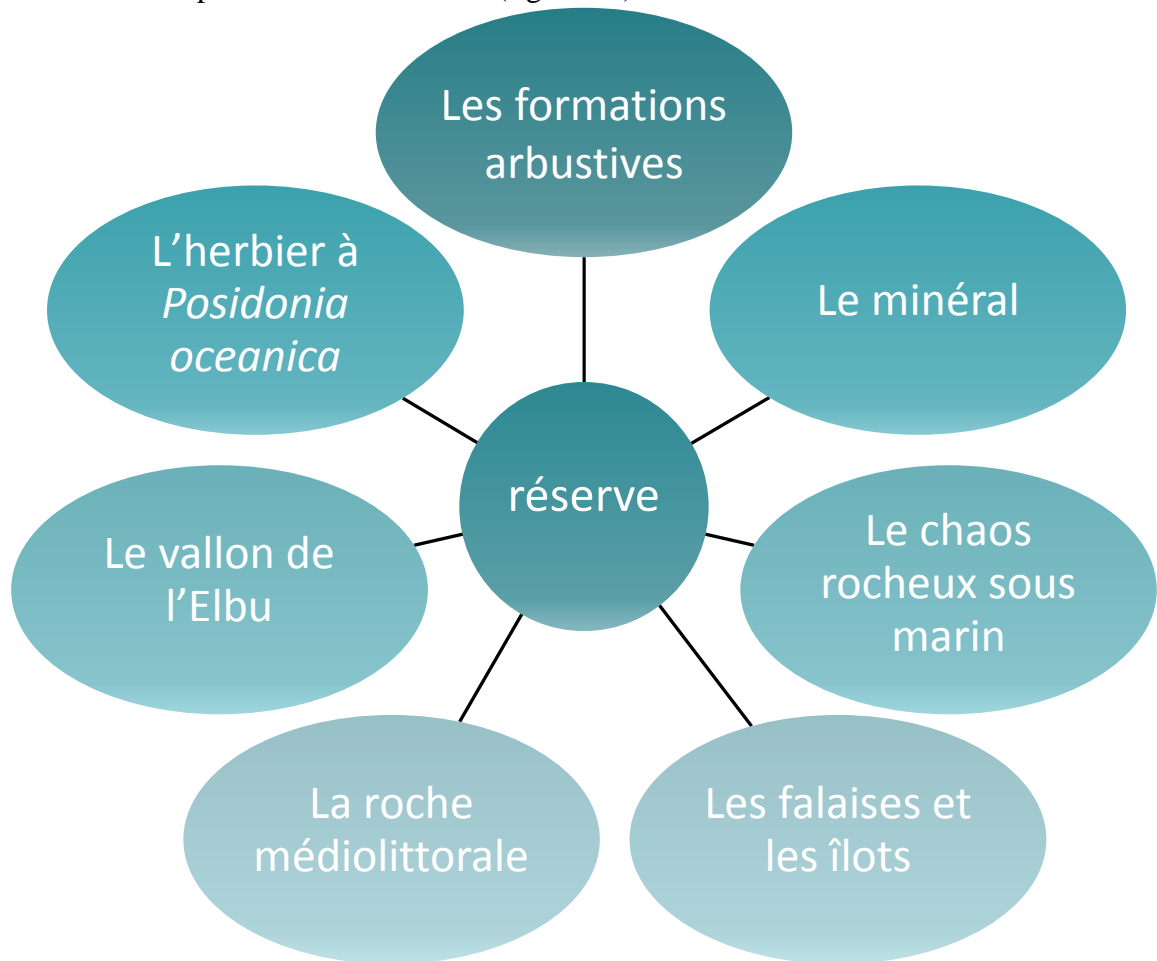 Les formations
arbustives
L’herbier à
Posidonia
oceanica
Le minéral
réserve
Le vallon de
l’Elbu
Le chaos
rocheux sous
marin
La roche
médiolittorale
Les falaises et
les îlots